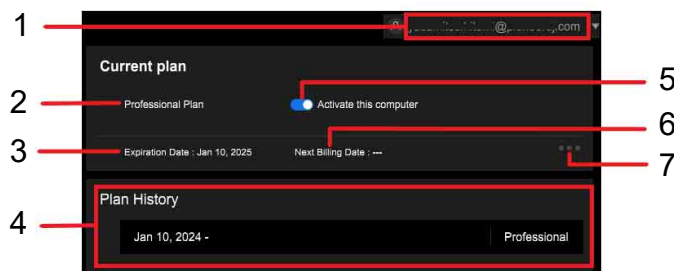 1
@
.com
Current plan
5
2
Professional Plan
Activate this computer
6
3
Expiration Date : Jan 10, 2025
Next Billing Date : ---
7
Plan History
4
Jan 10, 2024 -
Professional